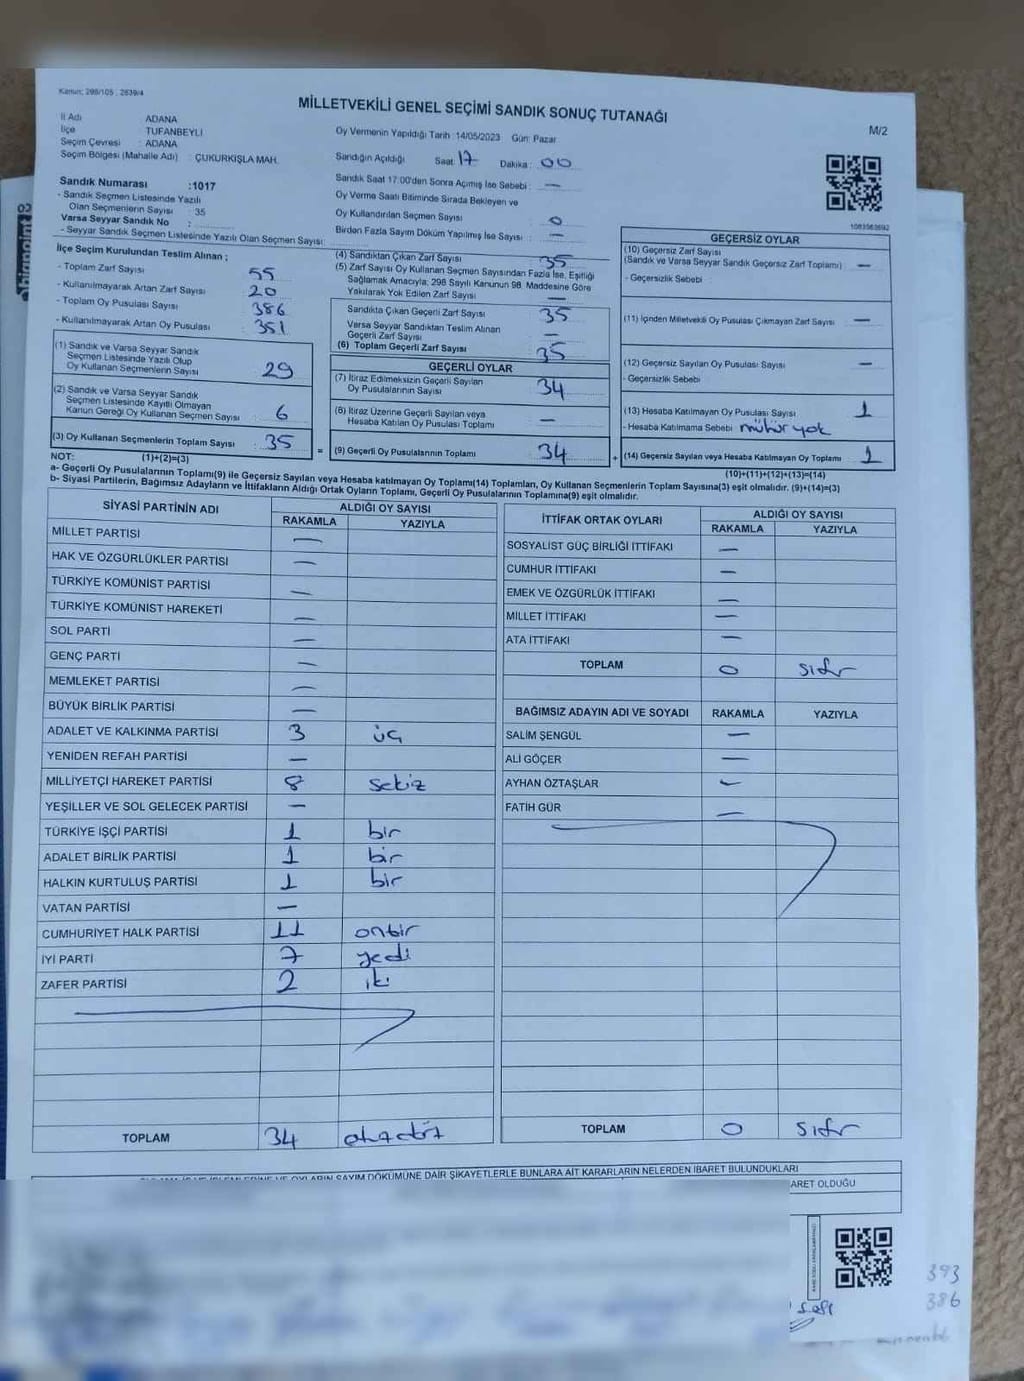 Kanun: 298/105 , 2839/4
MİLLETVEKİLİ GENEL SEÇİMİ SANDIK SONUÇ TUTANAĞI
M/2
İl Adı ADANA
İlçe TUFANBEYLİ
Seçim Çevresi : ADANA
Seçim Bölgesi (Mahalle Adı) : ÇUKURKIŞLA MAH.
Oy Vermenin Yapıldığı Tarih :14/05/2023 Gün: Pazar
Sandığın Açıldığı Saat 17 Dakika : 00
Sandık Saat 17:00'den Sonra Açılmış İse Sebebi : —
Oy Verme Saati Bitiminde Sırada Bekleyen ve
Oy Kullandırılan Seçmen Sayısı 0
Birden Fazla Sayım Döküm Yapılmış İse Sayısı : —
Sandık Numarası :1017
- Sandık Seçmen Listesinde Yazılı
Olan Seçmenlerin Sayısı : 35
Varsa Seyyar Sandık No :
- Seyyar Sandık Seçmen Listesinde Yazılı Olan Seçmen Sayısı:
1083563692
İlçe Seçim Kurulundan Teslim Alınan ;
- Toplam Zarf Sayısı 55
- Kullanılmayarak Artan Zarf Sayısı 20
- Toplam Oy Pusulası Sayısı 386
- Kullanılmayarak Artan Oy Pusulası 351
(1) Sandık ve Varsa Seyyar Sandık
Seçmen Listesinde Yazılı Olup
Oy Kullanan Seçmenlerin Sayısı 29
(2) Sandık ve Varsa Seyyar Sandık
Seçmen Listesinde Kayıtlı Olmayan
Kanun Gereği Oy Kullanan Seçmen Sayısı 6
(3) Oy Kullanan Seçmenlerin Toplam Sayısı 35
(4) Sandıktan Çıkan Zarf Sayısı 35
(5) Zarf Sayısı Oy Kullanan Seçmen Sayısından Fazla İse, Eşitliği
Sağlamak Amacıyla; 298 Sayılı Kanunun 98. Maddesine Göre
Yakılarak Yok Edilen Zarf Sayısı —
Sandıkta Çıkan Geçerli Zarf Sayısı 35
Varsa Seyyar Sandıktan Teslim Alınan
Geçerli Zarf Sayısı —
(6) Toplam Geçerli Zarf Sayısı 35
GEÇERLİ OYLAR
(7) İtiraz Edilmeksizin Geçerli Sayılan
Oy Pusulalarının Sayısı 34
(8) İtiraz Üzerine Geçerli Sayılan veya
Hesaba Katılan Oy Pusulası Toplamı —
= (9) Geçerli Oy Pusulalarının Toplamı 34
GEÇERSİZ OYLAR
(10) Geçersiz Zarf Sayısı
(Sandık ve Varsa Seyyar Sandık Geçersiz Zarf Toplamı) —
- Geçersizlik Sebebi
(11) İçinden Milletvekili Oy Pusulası Çıkmayan Zarf Sayısı —
(12) Geçersiz Sayılan Oy Pusulası Sayısı —
- Geçersizlik Sebebi
(13) Hesaba Katılmayan Oy Pusulası Sayısı 1
- Hesaba Katılmama Sebebi mühür yok
+ (14) Geçersiz Sayılan veya Hesaba Katılmayan Oy Toplamı 1
NOT: (1)+(2)=(3)
(10)+(11)+(12)+(13)=(14)
a- Geçerli Oy Pusulalarının Toplamı(9) ile Geçersiz Sayılan veya Hesaba katılmayan Oy Toplamı(14) Toplamları, Oy Kullanan Seçmenlerin Toplam Sayısına(3) eşit olmalıdır. (9)+(14)=(3)
b- Siyasi Partilerin, Bağımsız Adayların ve İttifakların Aldığı Ortak Oyların Toplamı, Geçerli Oy Pusulalarının Toplamına(9) eşit olmalıdır.
SİYASİ PARTİNİN ADI ALDIĞI OY SAYISI
RAKAMLA YAZIYLA
MİLLET PARTİSİ —
HAK VE ÖZGÜRLÜKLER PARTİSİ —
TÜRKİYE KOMÜNİST PARTİSİ —
TÜRKİYE KOMÜNİST HAREKETİ —
SOL PARTİ —
GENÇ PARTİ —
MEMLEKET PARTİSİ —
BÜYÜK BİRLİK PARTİSİ —
ADALET VE KALKINMA PARTİSİ 3 üç
YENİDEN REFAH PARTİSİ —
MİLLİYETÇİ HAREKET PARTİSİ 8 sekiz
YEŞİLLER VE SOL GELECEK PARTİSİ —
TÜRKİYE İŞÇİ PARTİSİ 1 bir
ADALET BİRLİK PARTİSİ 1 bir
HALKIN KURTULUŞ PARTİSİ 1 bir
VATAN PARTİSİ —
CUMHURİYET HALK PARTİSİ 11 onbir
İYİ PARTİ 7 yedi
ZAFER PARTİSİ 2 iki
TOPLAM 34 otuzdört
İTTİFAK ORTAK OYLARI ALDIĞI OY SAYISI
RAKAMLA YAZIYLA
SOSYALİST GÜÇ BİRLİĞİ İTTİFAKI —
CUMHUR İTTİFAKI —
EMEK VE ÖZGÜRLÜK İTTİFAKI —
MİLLET İTTİFAKI —
ATA İTTİFAKI —
TOPLAM 0 sıfır
BAĞIMSIZ ADAYIN ADI VE SOYADI RAKAMLA YAZIYLA
SALİM ŞENGÜL —
ALİ GÖÇER —
AYHAN ÖZTAŞLAR —
FATİH GÜR —
TOPLAM 0 sıfır
SAYIM DÖKÜMÜNE DAİR ŞİKAYETLERLE BUNLARA AİT KARARLARIN NELERDEN İBARET BULUNDUKLARI
ARET OLDUĞU
393
386